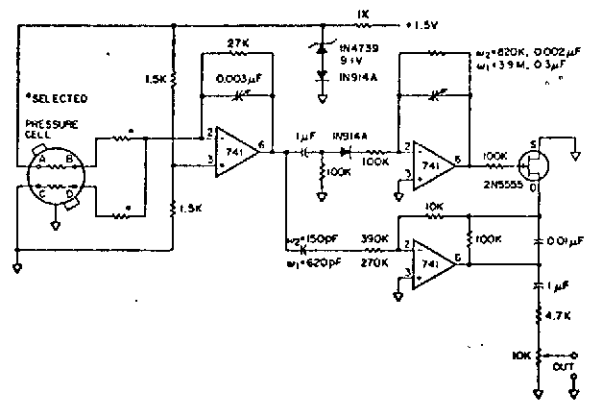 1K
+1.5V
27K
1N4739
9.1V
ω2=820K, 0.002μF
ω1=3.9M, 0.3μF
1.5K
0.003μF
IN914A
*SELECTED
PRESSURE
CELL
*
A
B
C
D
*
2
3
741
6
1μF
IN914A
100K
100K
2
3
741
6
100K
S
2N5555
D
1.5K
10K
ω2=150pF
ω1=620pF
390K
270K
2
3
741
6
100K
0.01μF
1μF
4.7K
10K
OUT